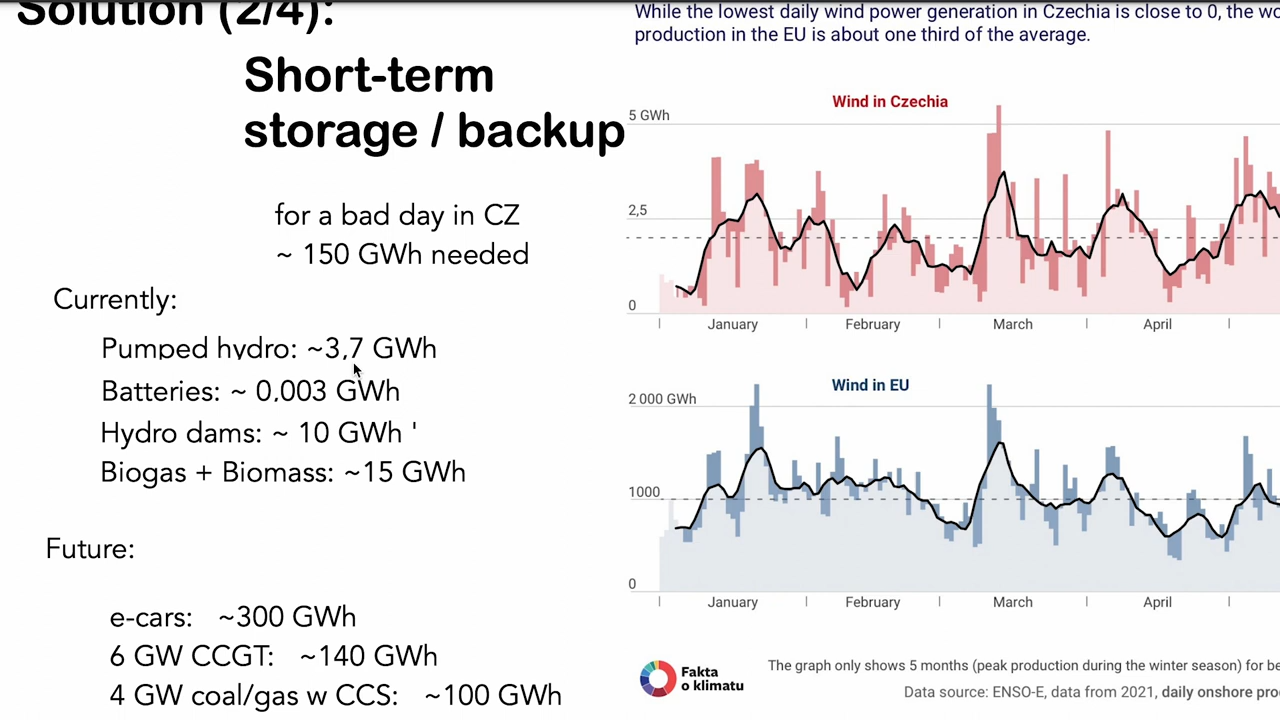 Solution (2/4):
Short-term
storage / backup
for a bad day in CZ
~ 150 GWh needed
Currently:
Pumped hydro: ~3,7 GWh
Batteries: ~ 0,003 GWh
Hydro dams: ~ 10 GWh '
Biogas + Biomass: ~15 GWh
Future:
e-cars: ~300 GWh
6 GW CCGT: ~140 GWh
4 GW coal/gas w CCS: ~100 GWh
While the lowest daily wind power generation in Czechia is close to 0, the
production in the EU is about one third of the average.
Wind in Czechia
5 GWh
2,5
0
January February March April
Wind in EU
2 000 GWh
1000
0
January February March April
Fakta
o klimatu
The graph only shows 5 months (peak production during the winter season) for
Data source: ENSO-E, data from 2021, daily onshore